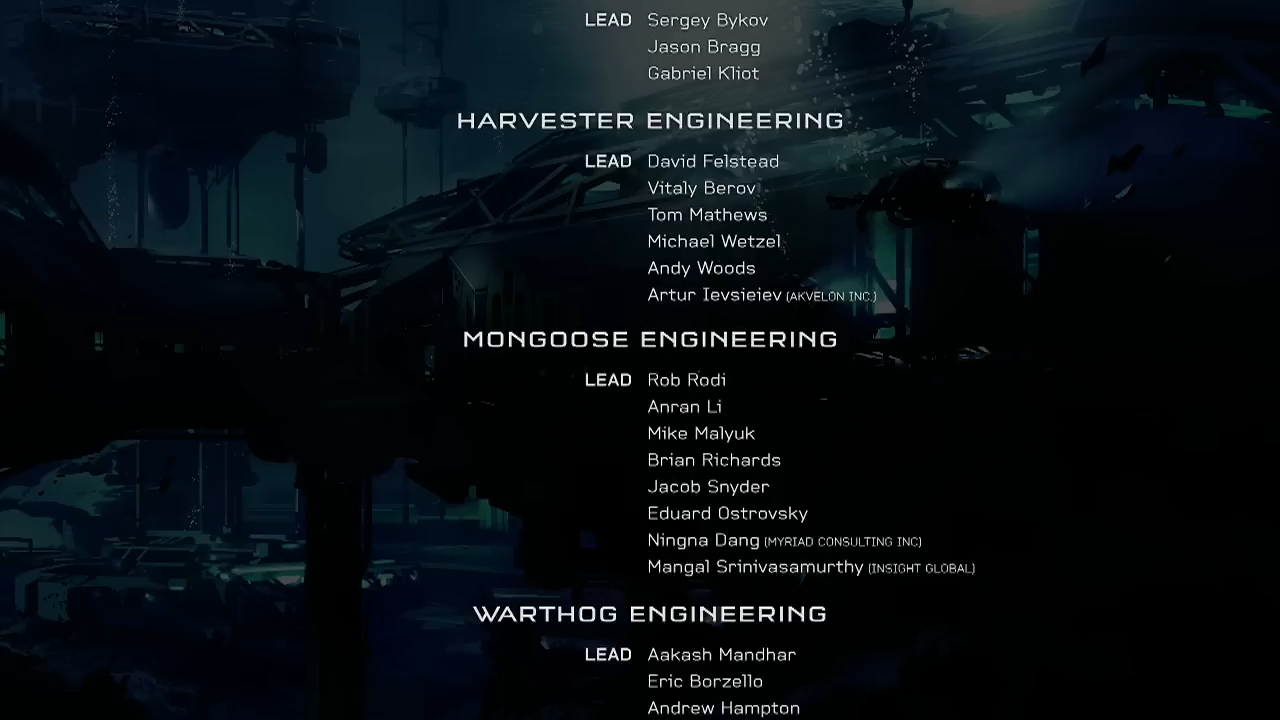 LEAD Sergey Bykov
Jason Bragg
Gabriel Kliot
HARVESTER ENGINEERING
LEAD David Felstead
Vitaly Berov
Tom Mathews
Michael Wetzel
Andy Woods
Artur Ievsieiev (AKVELON INC.)
MONGOOSE ENGINEERING
LEAD Rob Rodi
Anran Li
Mike Malyuk
Brian Richards
Jacob Snyder
Eduard Ostrovsky
Ningna Dang (MYRIAD CONSULTING INC)
Mangal Srinivasamurthy (INSIGHT GLOBAL)
WARTHOG ENGINEERING
LEAD Aakash Mandhar
Eric Borzello
Andrew Hampton